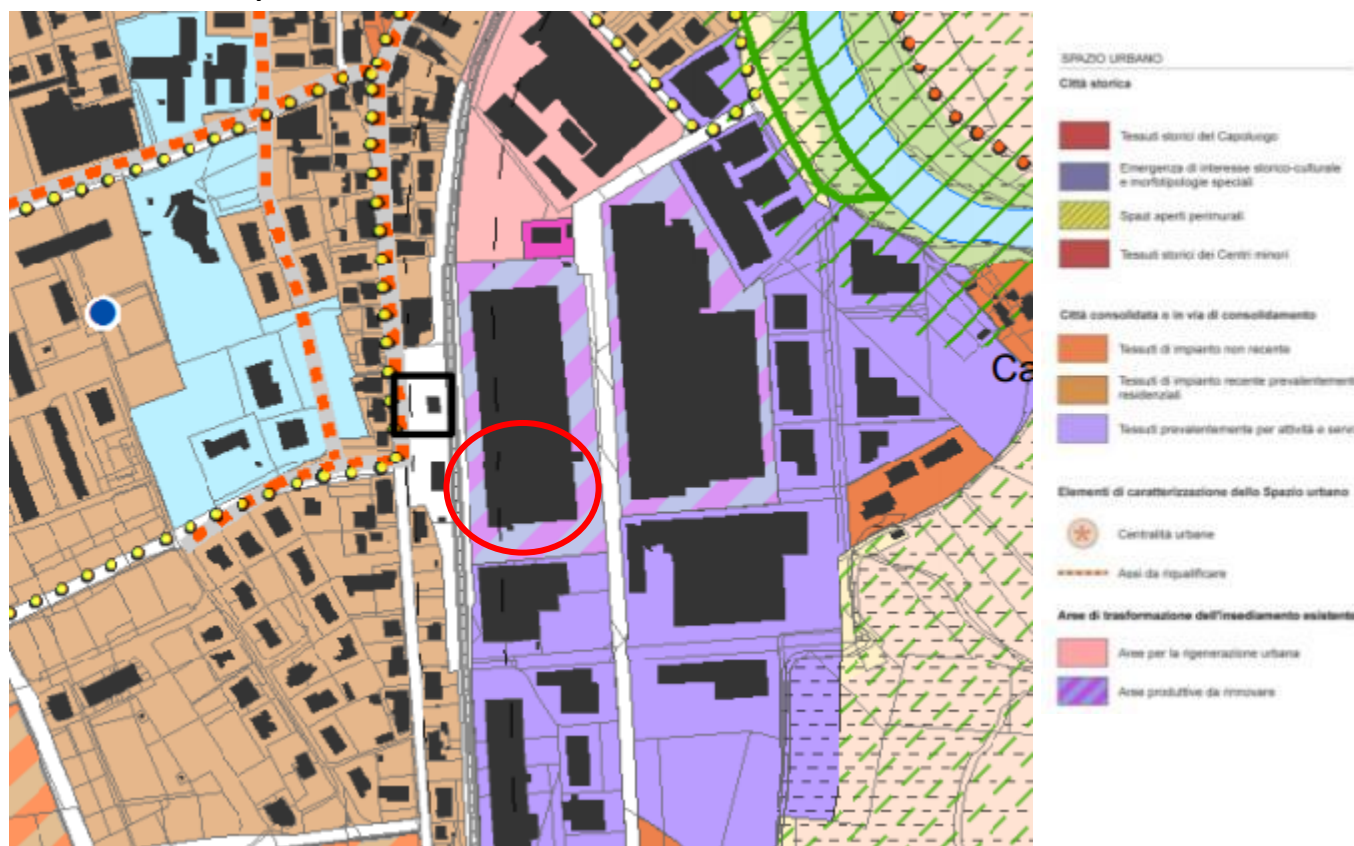 SPAZIO URBANO
Città storica
Tessuti storici del Capoluogo
Emergenza di interesse storico-culturale
e morfotipologie speciali
Spazi aperti perimurali
Tessuti storici dei Centri minori
Città consolidata o in via di consolidamento
Tessuti di impianto non recente
Tessuti di impianto recente prevalentement
residenziali
Tessuti prevalentemente per attività e servi
Elementi di caratterizzazione dello Spazio urbano
Centralità urbane
Assi da riqualificare
Aree di trasformazione dell'insediamento esistente
Aree per la rigenerazione urbana
Aree produttive da rinnovare
Ca